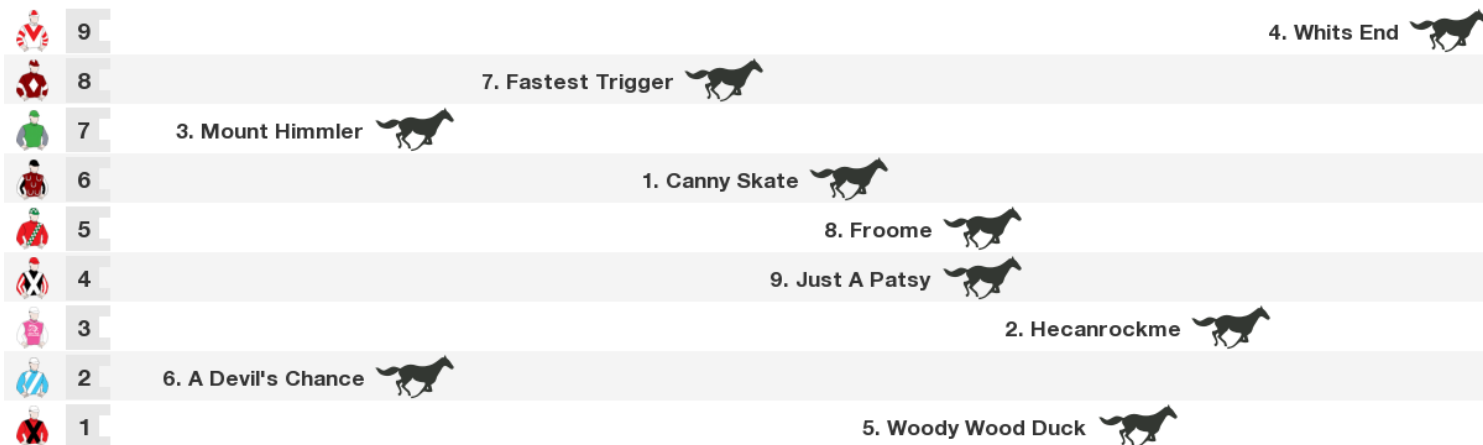 9 4. Whits End
8 7. Fastest Trigger
7 3. Mount Himmler
6 1. Canny Skate
5 8. Froome
4 9. Just A Patsy
3 2. Hecanrockme
2 6. A Devil's Chance
1 5. Woody Wood Duck